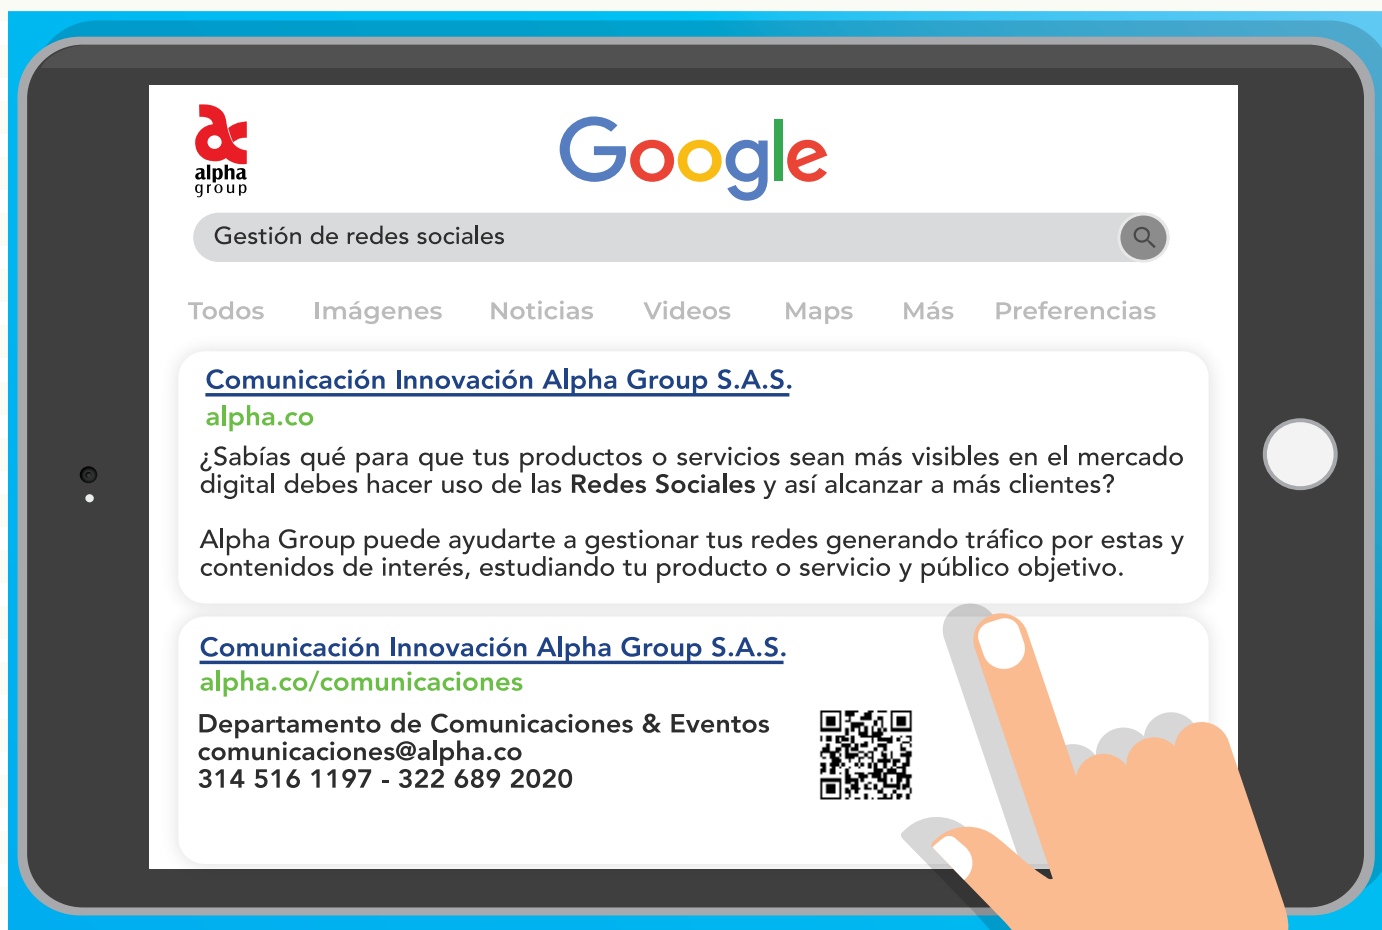 alpha
group
Google
Gestión de redes sociales
Todos Imágenes Noticias Videos Maps Más Preferencias
Comunicación Innovación Alpha Group S.A.S.
alpha.co
¿Sabías qué para que tus productos o servicios sean más visibles en el mercado
digital debes hacer uso de las Redes Sociales y así alcanzar a más clientes?
Alpha Group puede ayudarte a gestionar tus redes generando tráfico por estas y
contenidos de interés, estudiando tu producto o servicio y público objetivo.
Comunicación Innovación Alpha Group S.A.S.
alpha.co/comunicaciones
Departamento de Comunicaciones & Eventos
comunicaciones@alpha.co
314 516 1197 - 322 689 2020